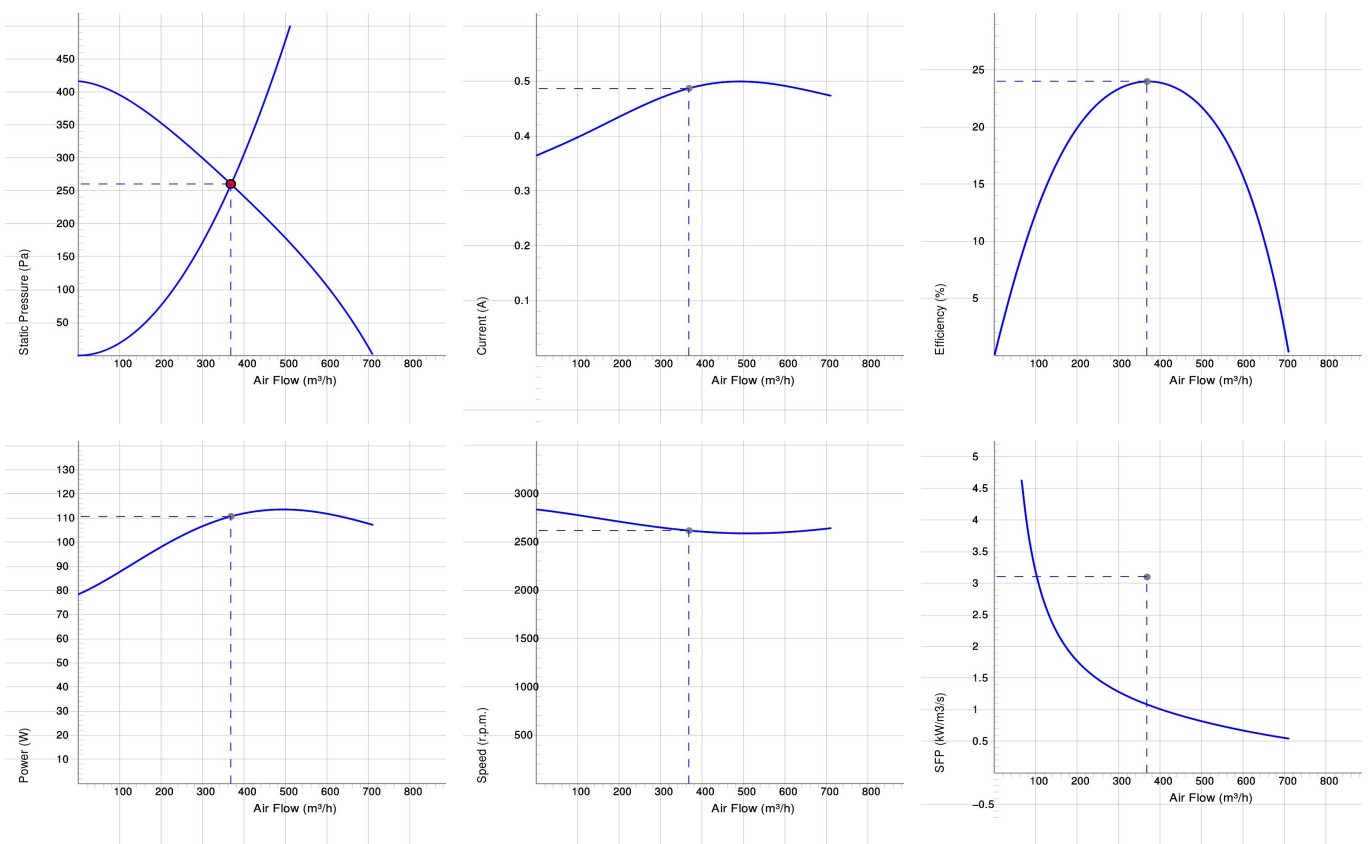 450
400
350
300
250
200
150
100
50
Static Pressure (Pa)
100 200 300 400 500 600 700 800
Air Flow (m³/h)
0.5
0.4
0.3
0.2
0.1
Current (A)
100 200 300 400 500 600 700 800
Air Flow (m³/h)
25
20
15
10
5
Efficiency (%)
100 200 300 400 500 600 700 800
Air Flow (m³/h)
130
120
110
100
90
80
70
60
50
40
30
20
10
Power (W)
100 200 300 400 500 600 700 800
Air Flow (m³/h)
3000
2500
2000
1500
1000
500
Speed (r.p.m.)
100 200 300 400 500 600 700 800
Air Flow (m³/h)
5
4.5
4
3.5
3
2.5
2
1.5
1
0.5
−0.5
SFP (kW/m3/s)
100 200 300 400 500 600 700 800
Air Flow (m³/h)